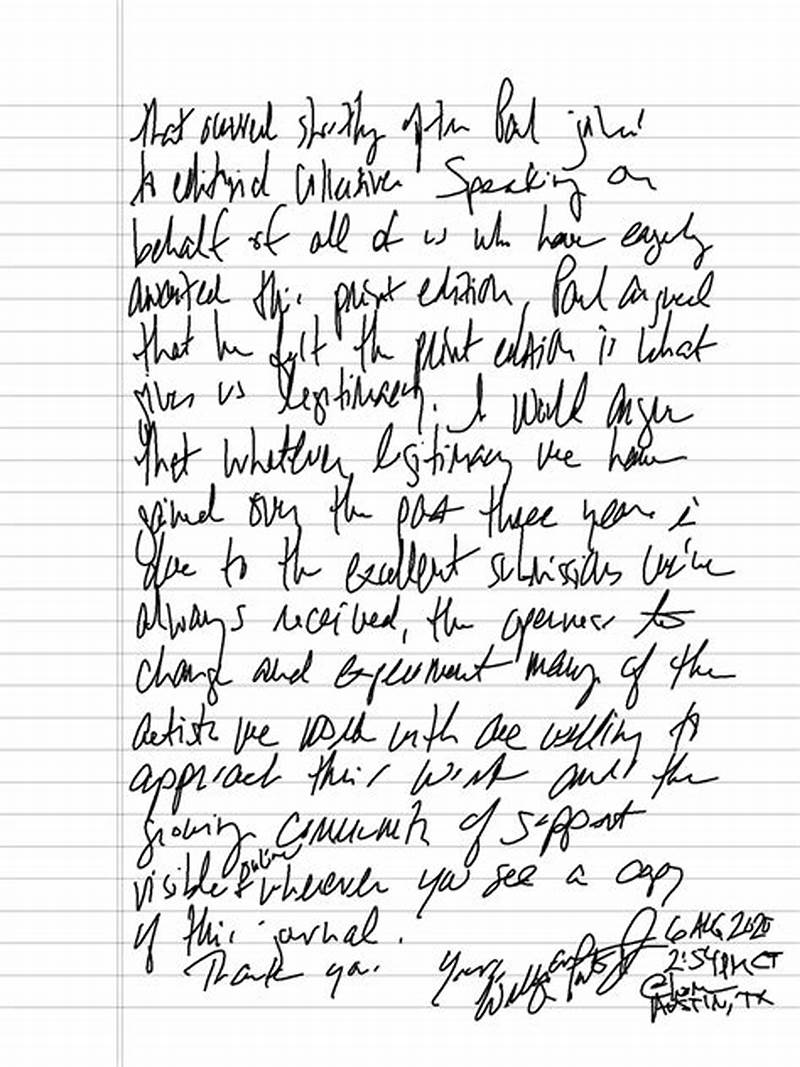 that occurred shortly after Paul joined
the editorial collective. Speaking on
behalf of all of us who have eagerly
awaited this print edition, Paul argued
that he felt the print edition is what
gives us legitimacy. I would argue
that whatever legitimacy we have
gained over the past three years is
due to the excellent submissions we've
always received, the openness to
change and experiment many of the
artists we work with are willing to
approach their work and the
growing community of support
visible online & wherever you see a copy
of this journal.
Thank you.
Yours,
6 AUG 2020
2:54PM CT
@home
AUSTIN, TX